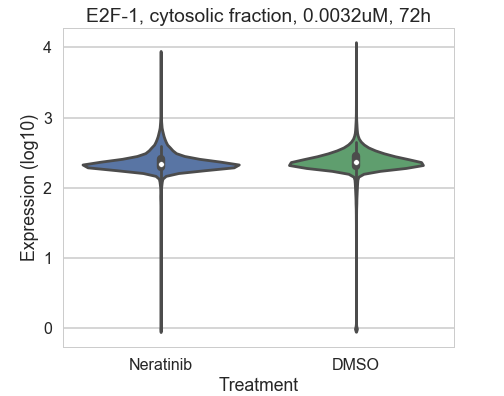 E2F-1, cytosolic fraction, 0.0032uM, 72h
4
3
2
1
0
Expression (log10)
Neratinib DMSO
Treatment